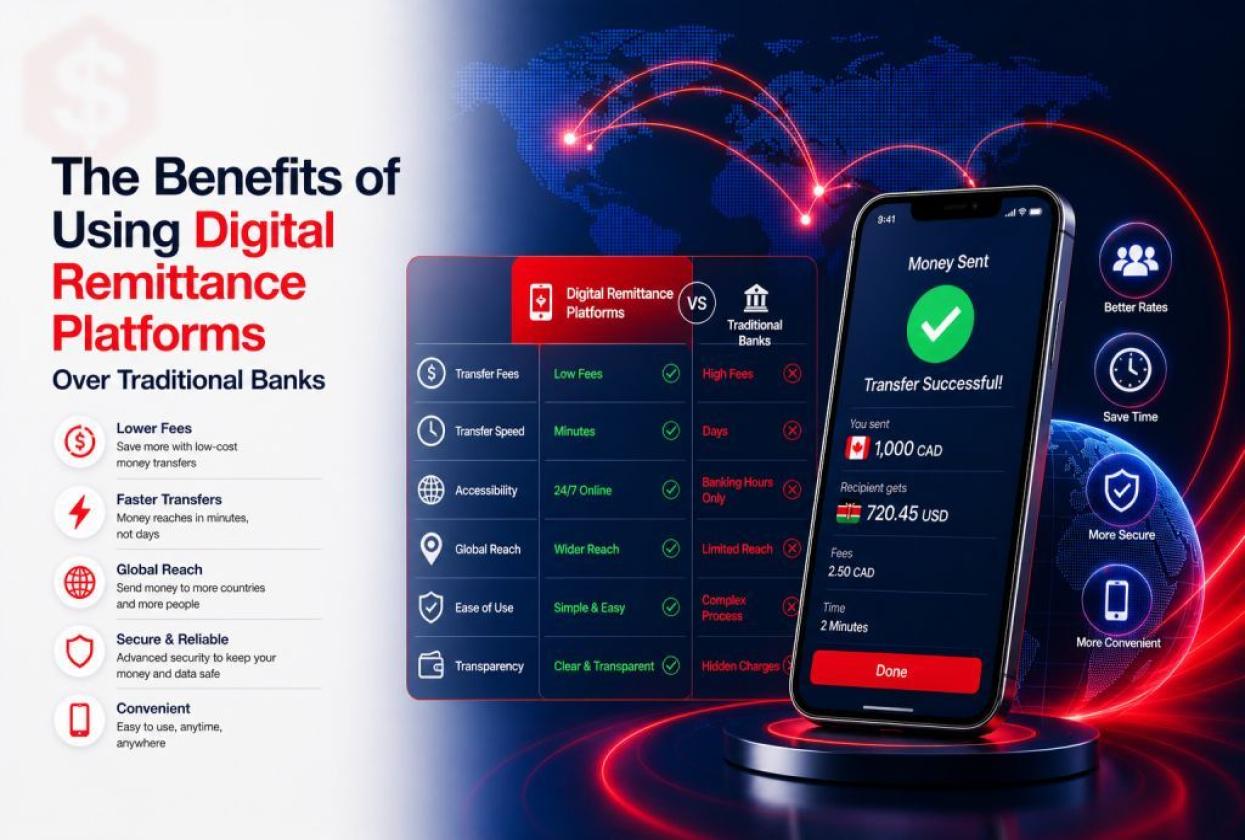 The Benefits of
Using Digital
Remittance
Platforms
Over Traditional Banks
Lower Fees
Save more with low-cost
money transfers
Faster Transfers
Money reaches in minutes,
not days
Global Reach
Send money to more countries
and more people
Secure & Reliable
Advanced security to keep your
money and data safe
Convenient
Easy to use, anytime,
anywhere
Digital Remittance
Platforms
VS
Traditional
Banks
Transfer Fees
Low Fees
High Fees
Transfer Speed
Minutes
Days
Accessibility
24/7 Online
Banking Hours
Only
Global Reach
Wider Reach
Limited Reach
Ease of Use
Simple & Easy
Complex
Process
Transparency
Clear & Transparent
Hidden Charges
9:41
Money Sent
Transfer Successful!
You sent
1,000 CAD
Recipient gets
720.45 USD
Fees
2.50 CAD
Time
2 Minutes
Done
Better Rates
Save Time
More Secure
More Convenient